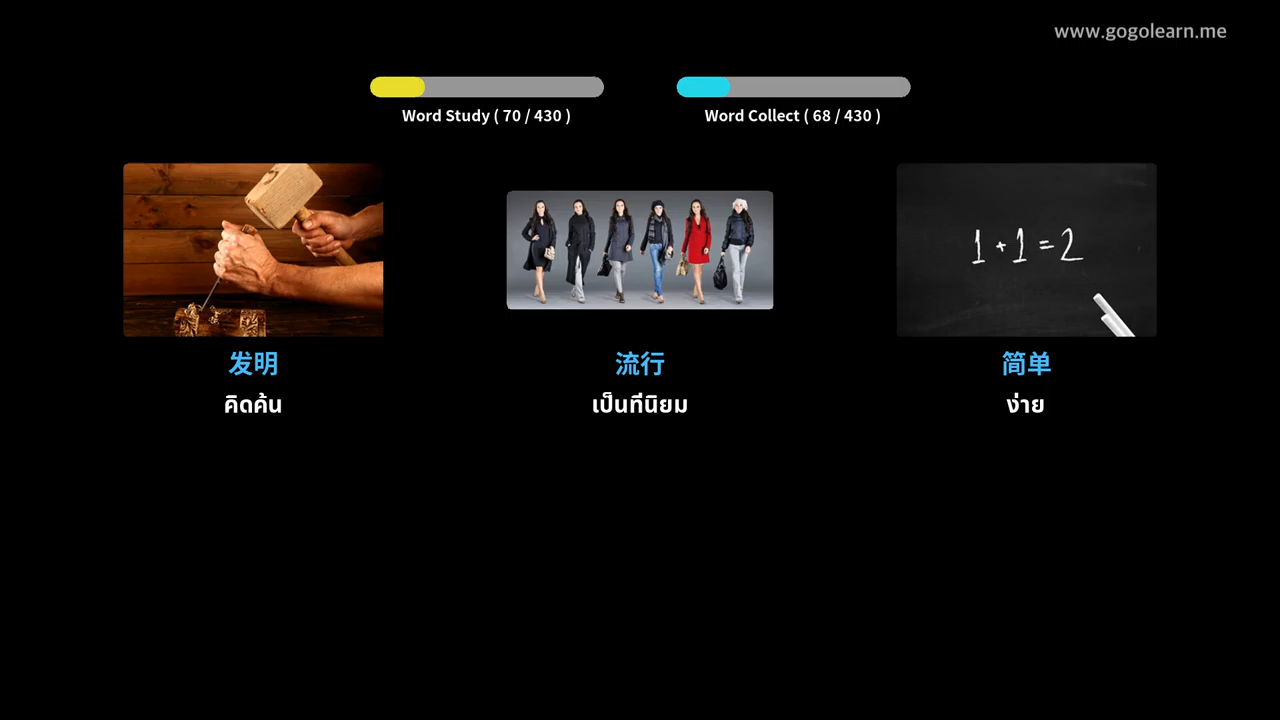 www.gogolearn.me
Word Study ( 70 / 430 )
Word Collect ( 68 / 430 )
1 + 1 = 2
发明
流行
简单
คิดค้น
เป็นที่นิยม
ง่าย